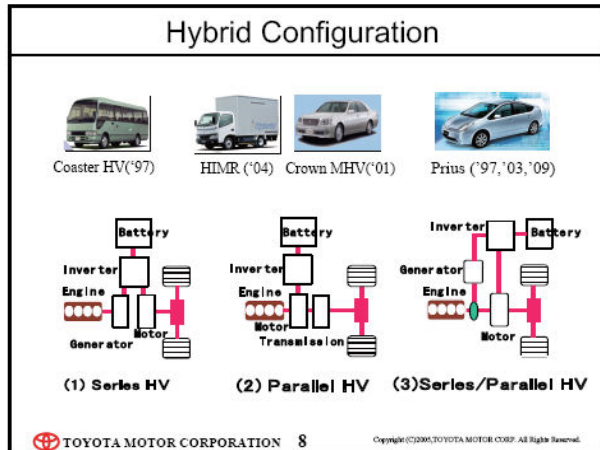 Hybrid Configuration
Coaster HV('97)
HIMR ('04) Crown MHV('01)
Prius ('97,'03,'09)
Battery
Inverter
Engine
Generator
Motor
(1) Series HV
Battery
Inverter
Engine
Motor
Transmission
(2) Parallel HV
Inverter
Battery
Generator
Engine
Motor
(3)Series/Parallel HV
TOYOTA MOTOR CORPORATION 8
Copyright (C)2005,TOYOTA MOTOR CORP. All Rights Reserved.